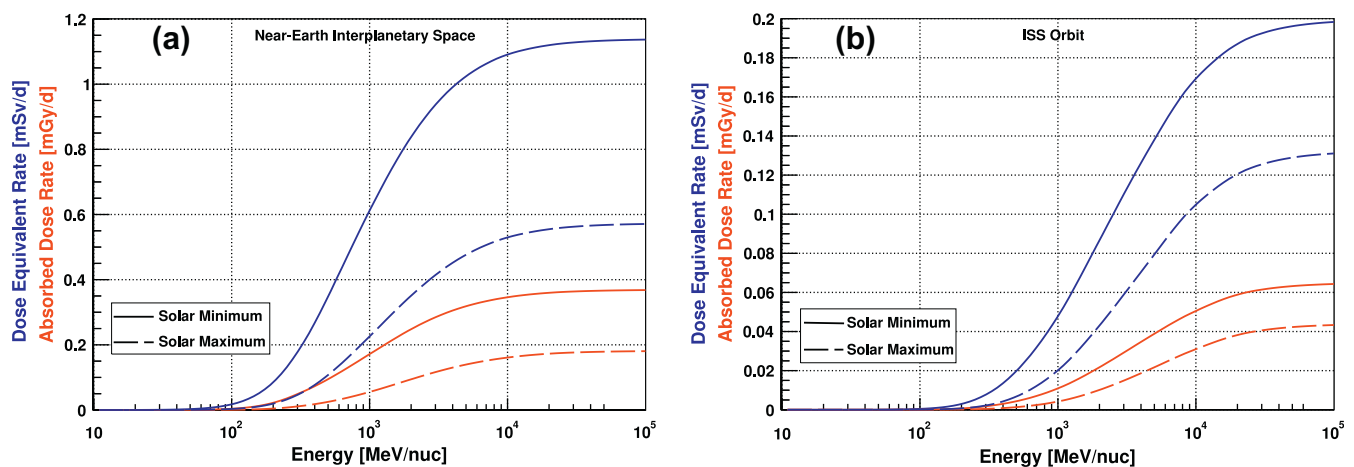 (a)
Near-Earth Interplanetary Space
Dose Equivalent Rate [mSv/d]
Absorbed Dose Rate [mGy/d]
1.2
1
0.8
0.6
0.4
0.2
0
Solar Minimum
Solar Maximum
10
10²
10³
10⁴
10⁵
Energy [MeV/nuc]
(b)
ISS Orbit
Dose Equivalent Rate [mSv/d]
Absorbed Dose Rate [mGy/d]
0.2
0.18
0.16
0.14
0.12
0.1
0.08
0.06
0.04
0.02
0
Solar Minimum
Solar Maximum
10
10²
10³
10⁴
10⁵
Energy [MeV/nuc]